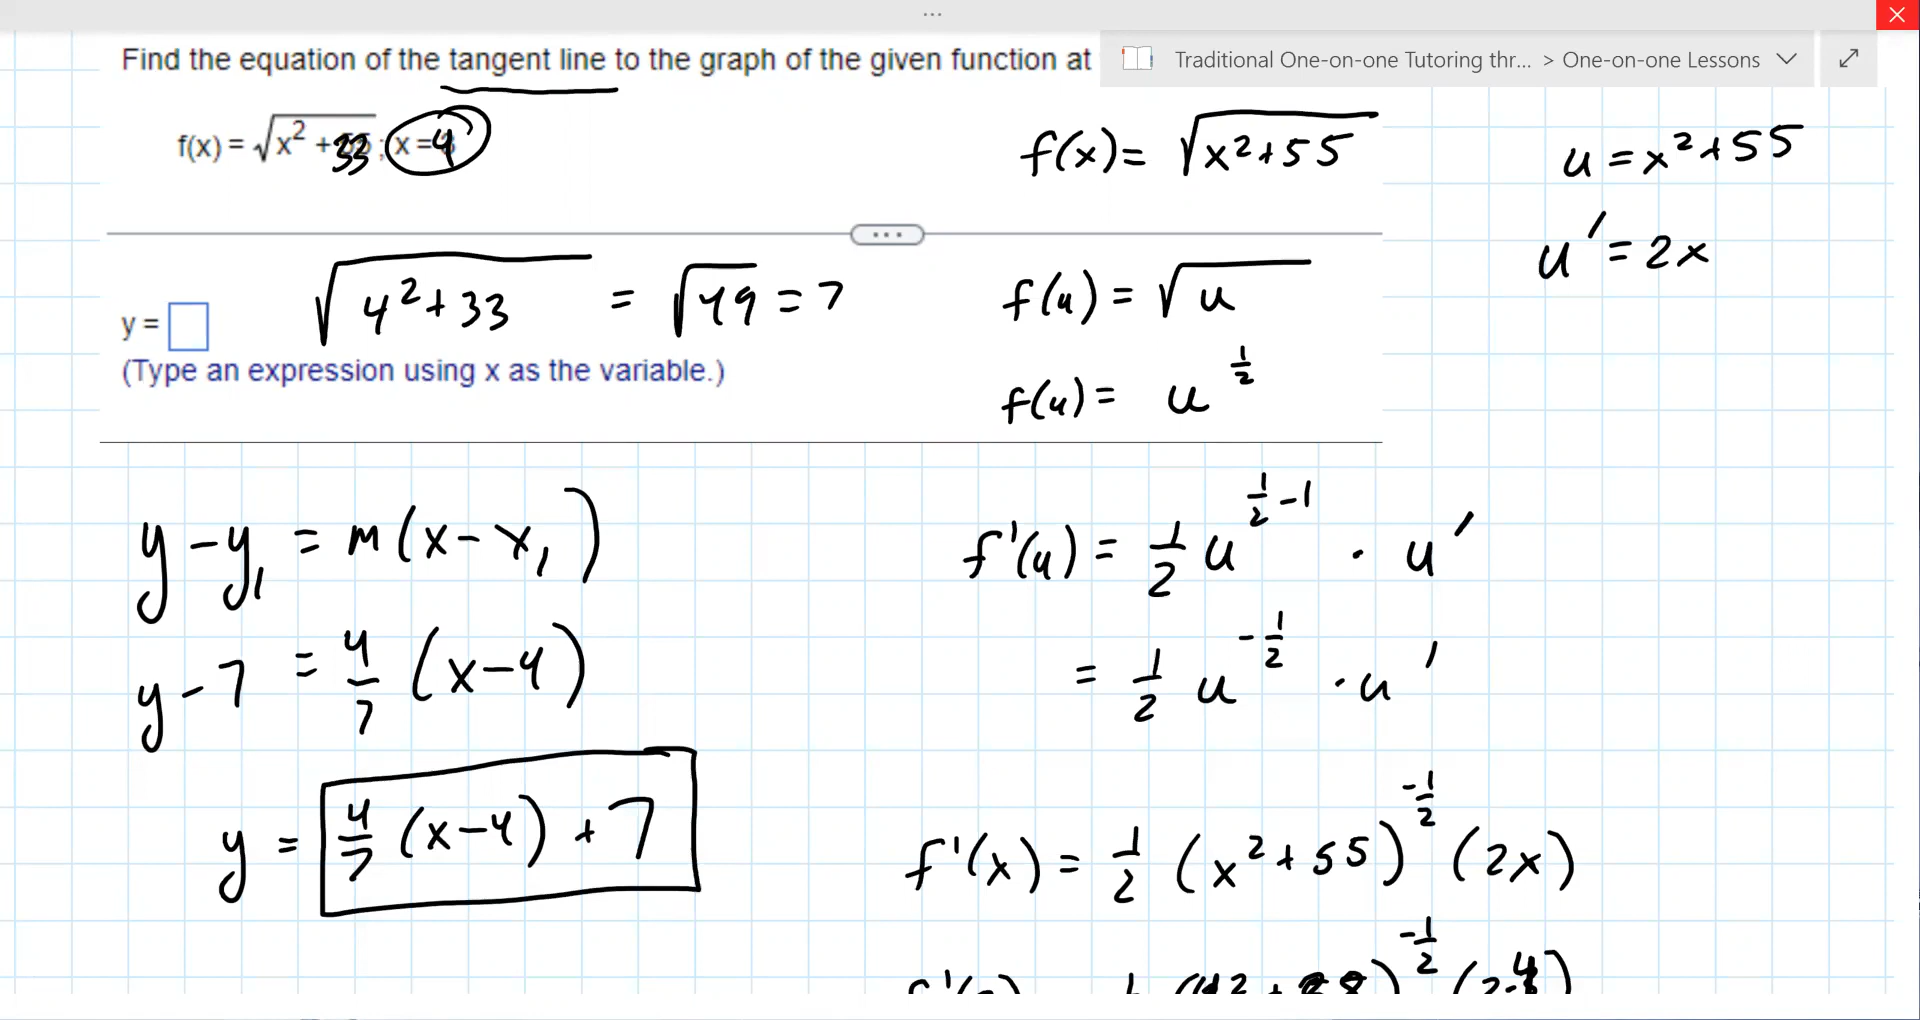 Find the equation of the tangent line to the graph of the given function at
Traditional One-on-one Tutoring thr... > One-on-one Lessons
f(x) = √(x² + 33 ; x = 4
f(x) = √(x²+55)
u = x²+55
u' = 2x
√(4²+33) = √49 = 7
f(u) = √u
y =
(Type an expression using x as the variable.)
f(u) = u^(1/2)
y - y₁ = m(x - x₁)
f'(u) = 1/2 u^(1/2 - 1) · u'
y - 7 = 4/7 (x-4)
= 1/2 u^(-1/2) · u'
y = 4/7 (x-4) + 7
f'(x) = 1/2 (x²+55)^(-1/2) (2x)